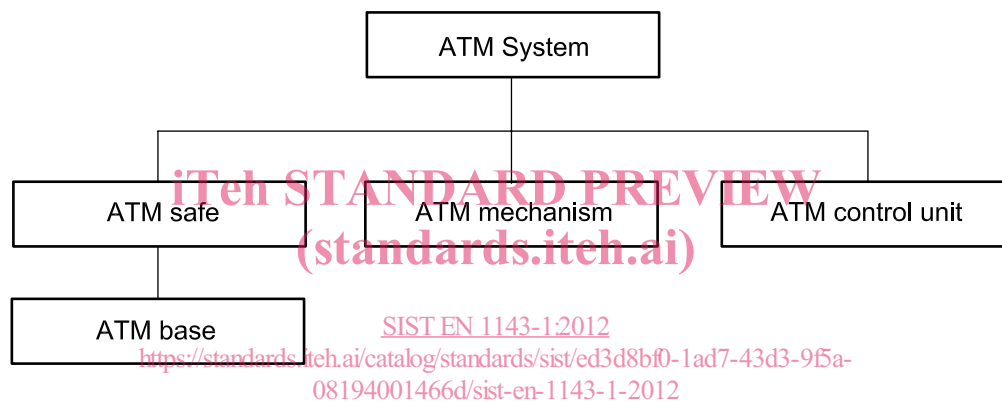 ATM System
iTeh STANDARD PREVIEW
ATM safe
ATM mechanism
ATM control unit
(standards.iteh.ai)
ATM base
SIST EN 1143-1:2012
https://standards.iteh.ai/catalog/standards/sist/ed3d8bf0-1ad7-43d3-9f5a-
08194001466d/sist-en-1143-1-2012